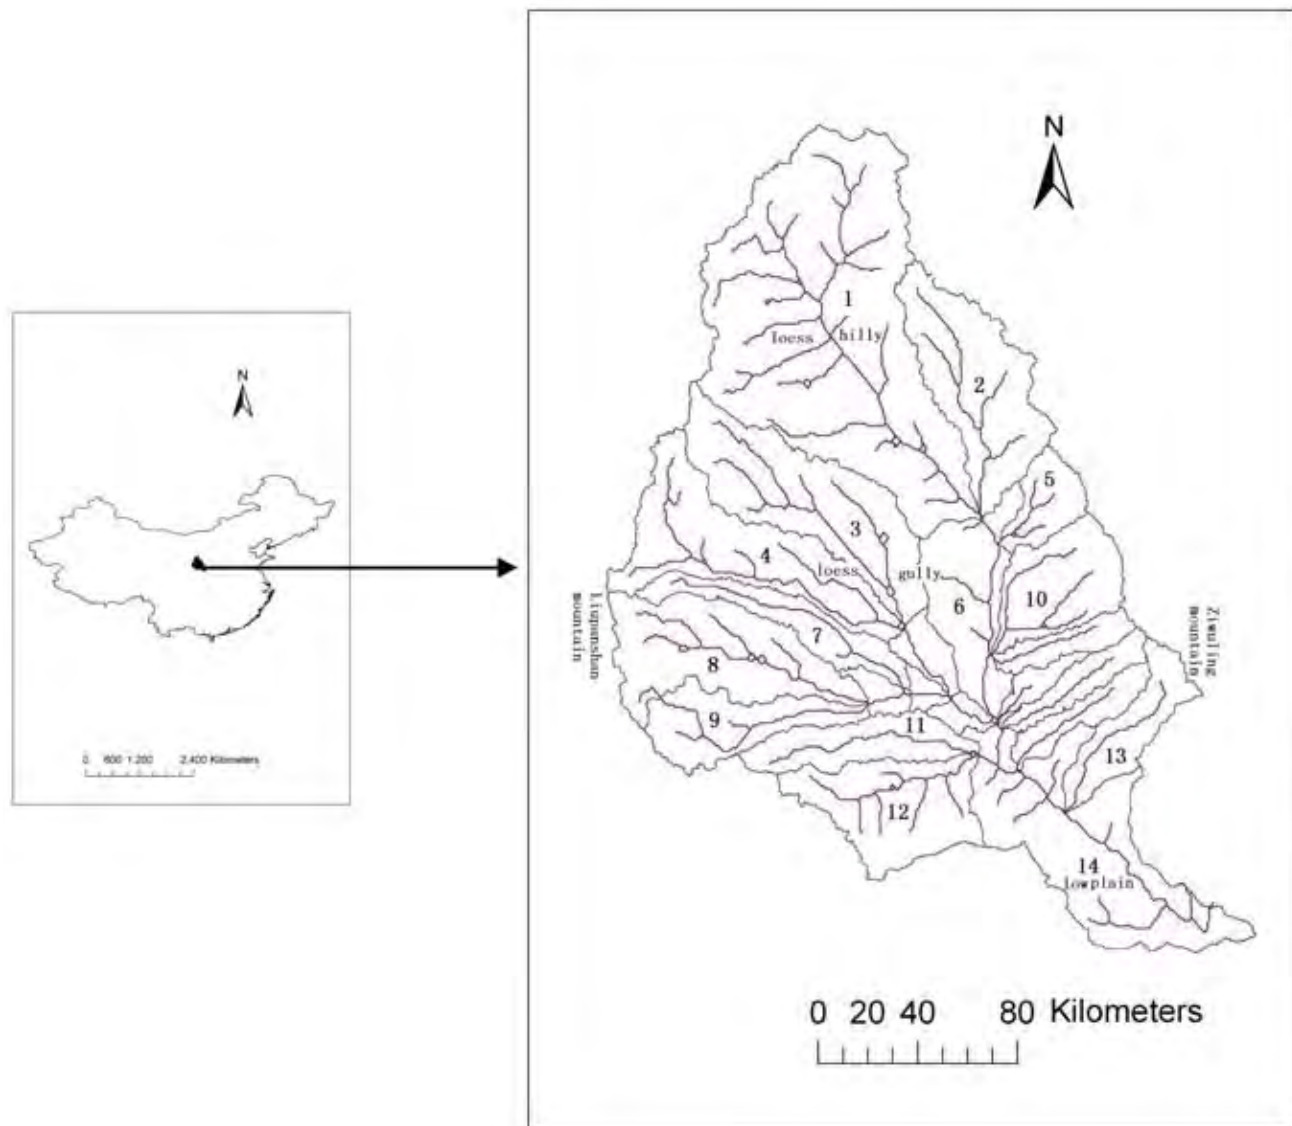 N
0 600 1,200 2,400 Kilometers
N
1
loess hilly
2
5
3
4
loess gully
6
10
Liupanshan
mountain
Ziwuling
mountain
7
8
9
11
13
12
14
lowplain
0 20 40 80 Kilometers